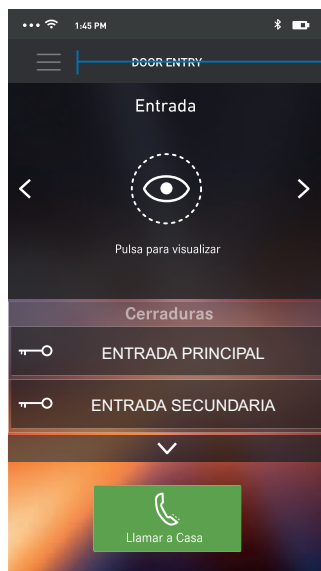 1:45 PM
DOOR ENTRY
Entrada
Pulsa para visualizar
Cerraduras
ENTRADA PRINCIPAL
ENTRADA SECUNDARIA
Llamar a Casa